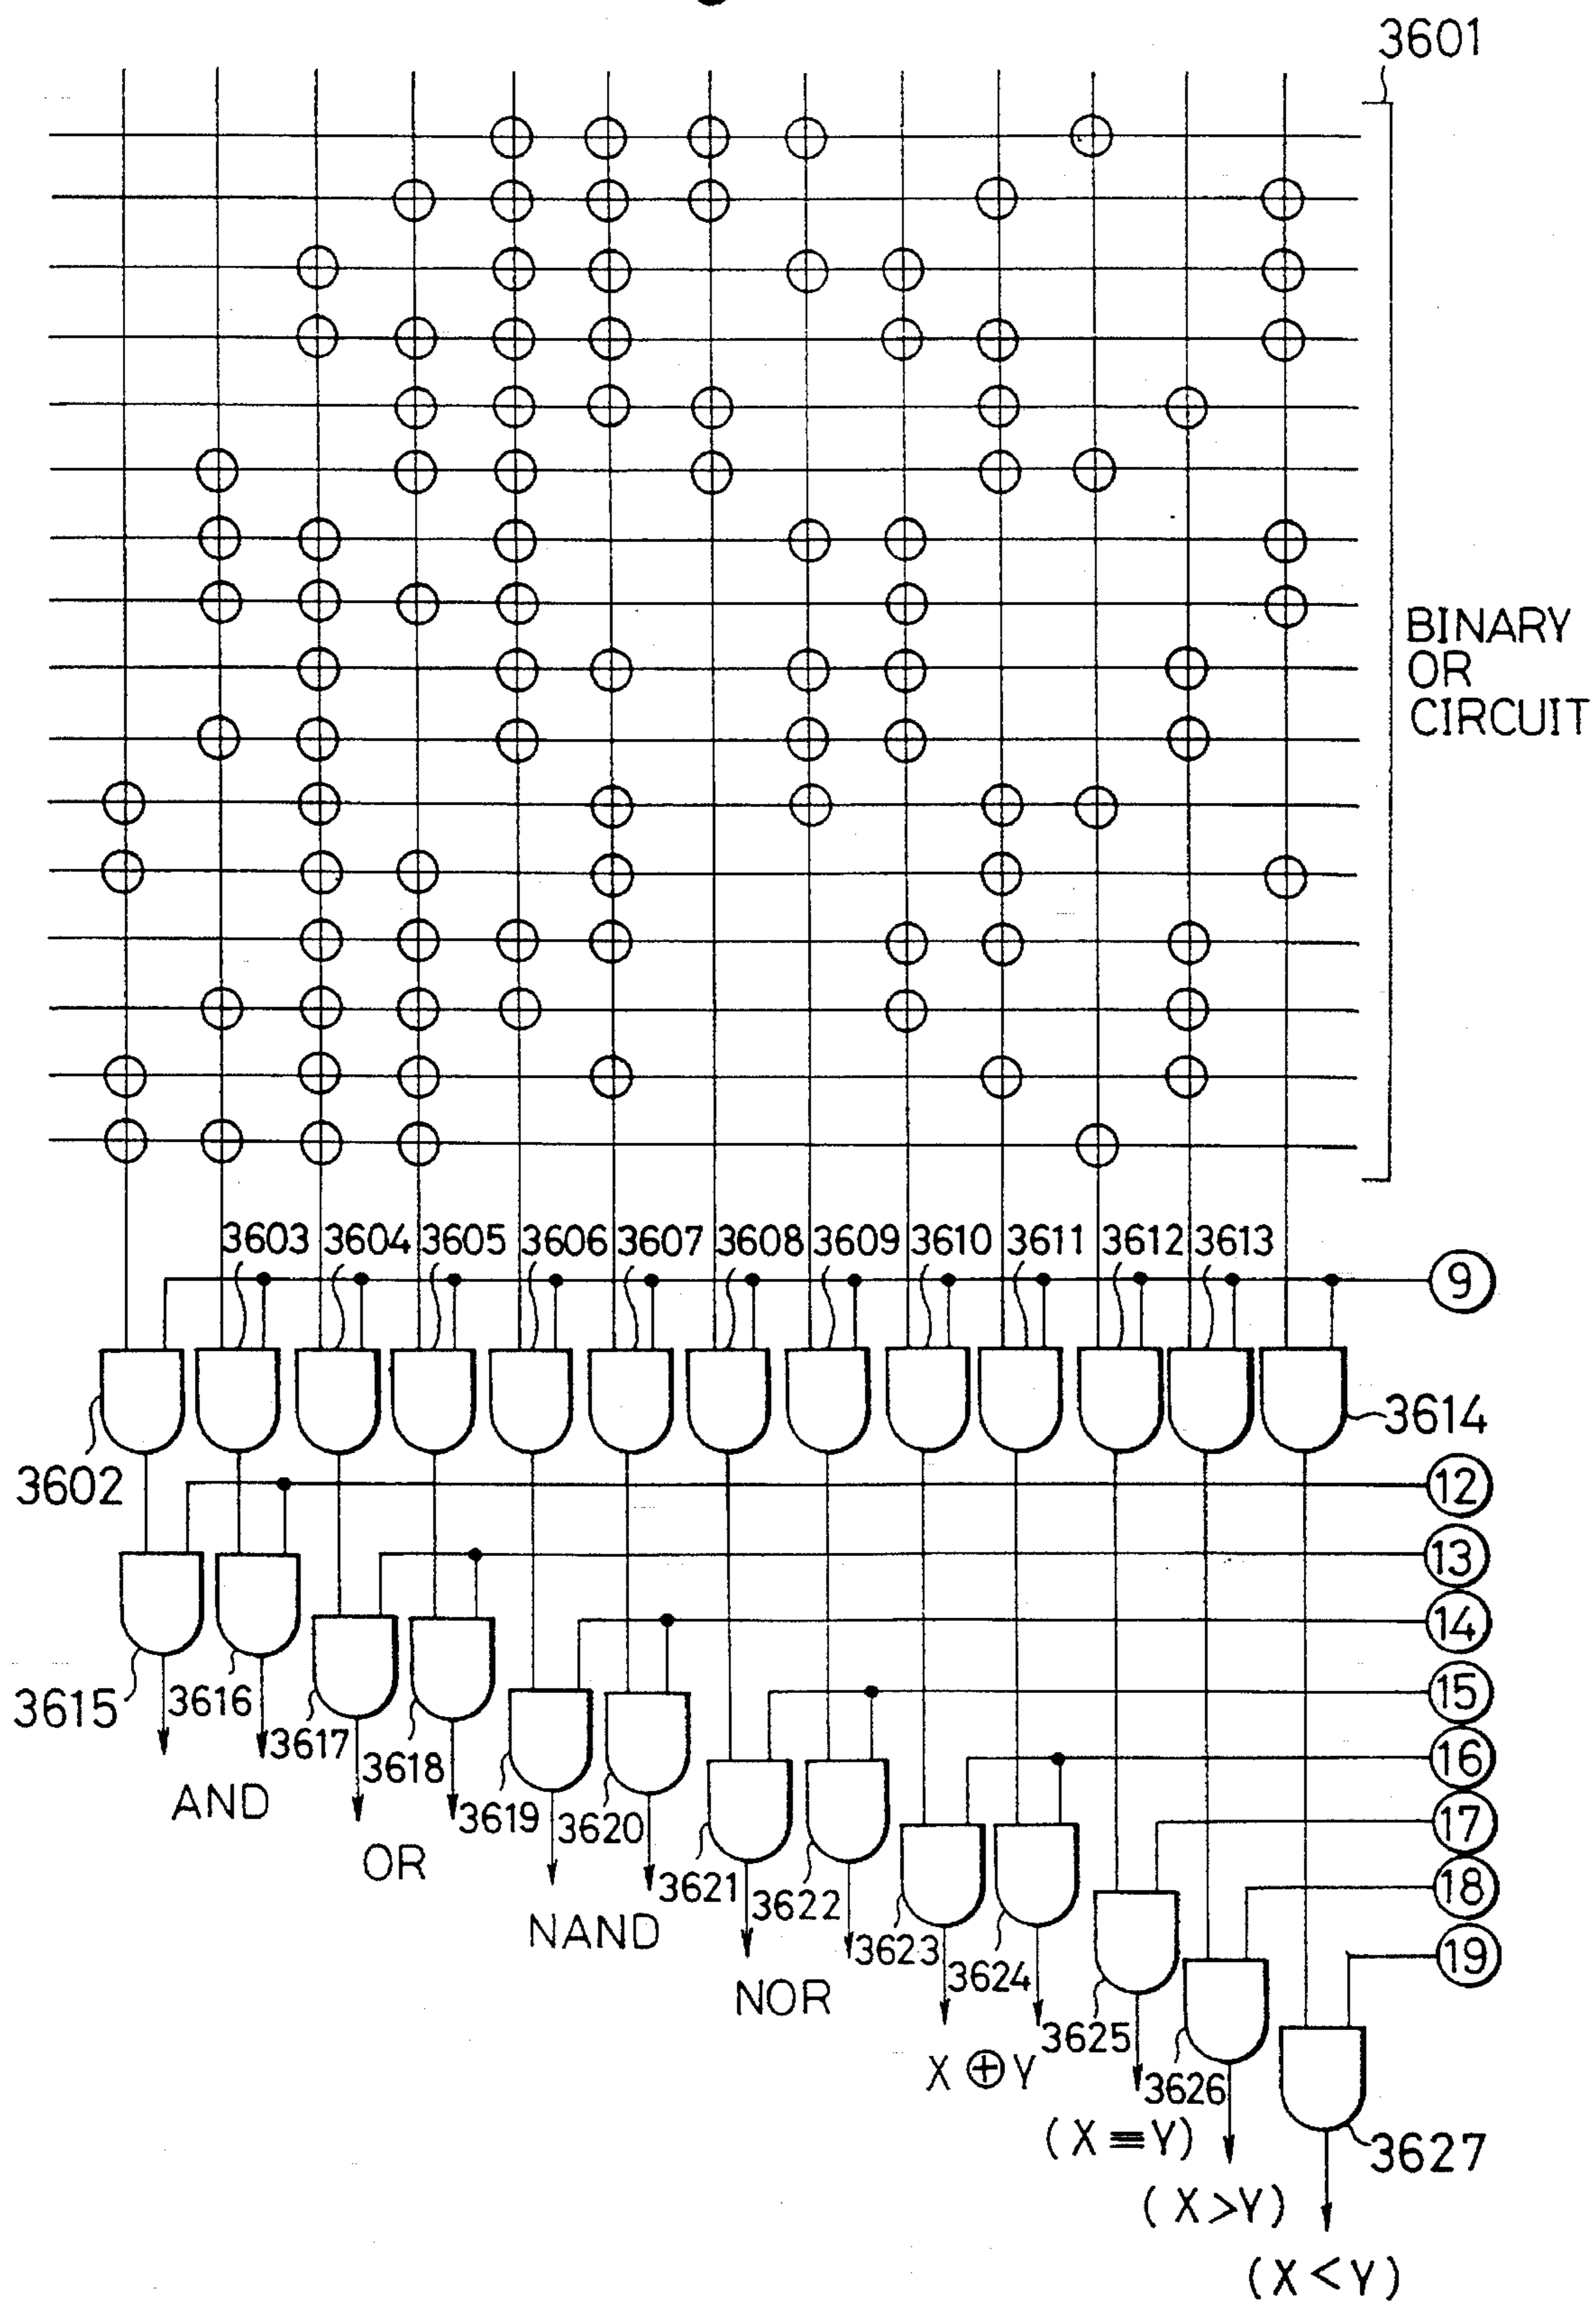 3601
BINARY
OR
CIRCUIT
3603 3604 3605 3606 3607 3608 3609 3610 3611 3612 3613
9
3614
3602
12
13
14
3615
3616
3617
3618
3619
3620
3621
3622
3623
3624
3625
3626
3627
15
16
17
18
19
AND
OR
NAND
NOR
X ⊕ Y
(X ≡ Y)
(X > Y)
(X < Y)